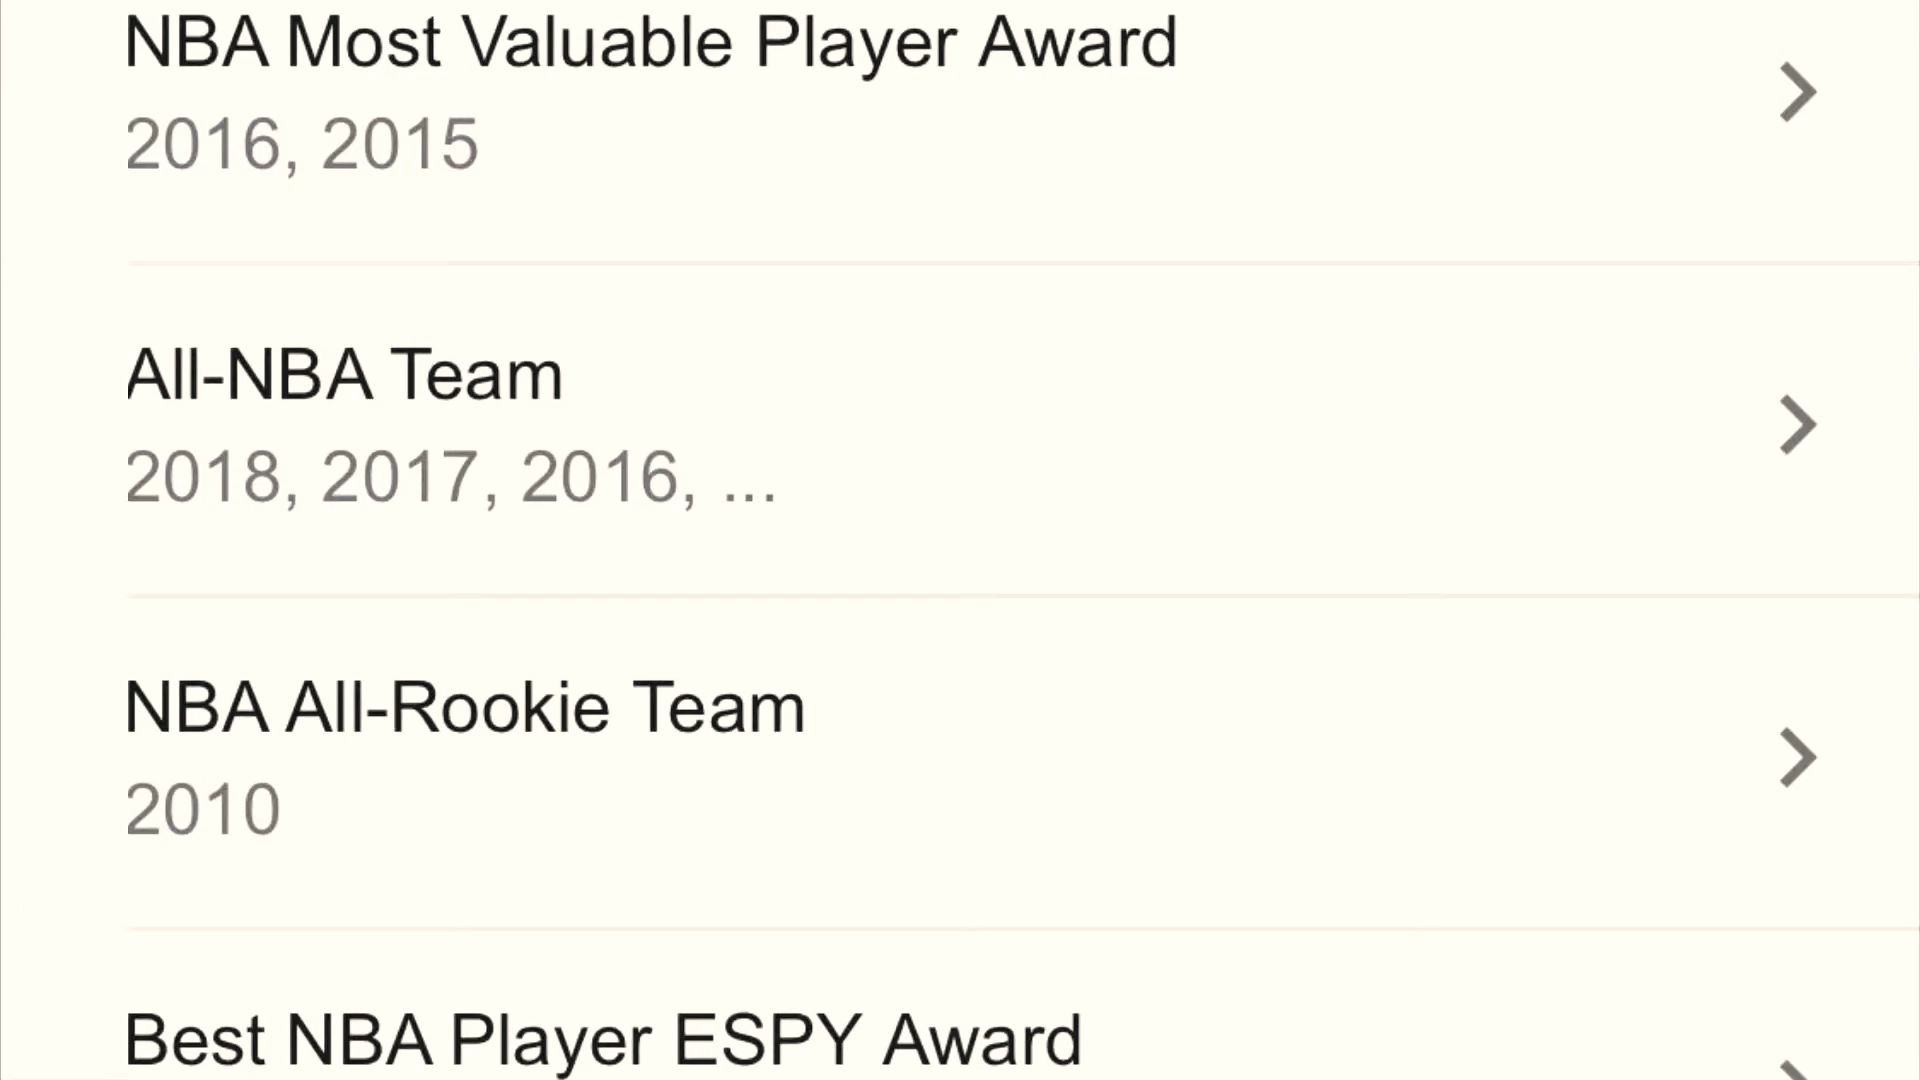 NBA Most Valuable Player Award
2016, 2015
All-NBA Team
2018, 2017, 2016, ...
NBA All-Rookie Team
2010
Best NBA Player ESPY Award